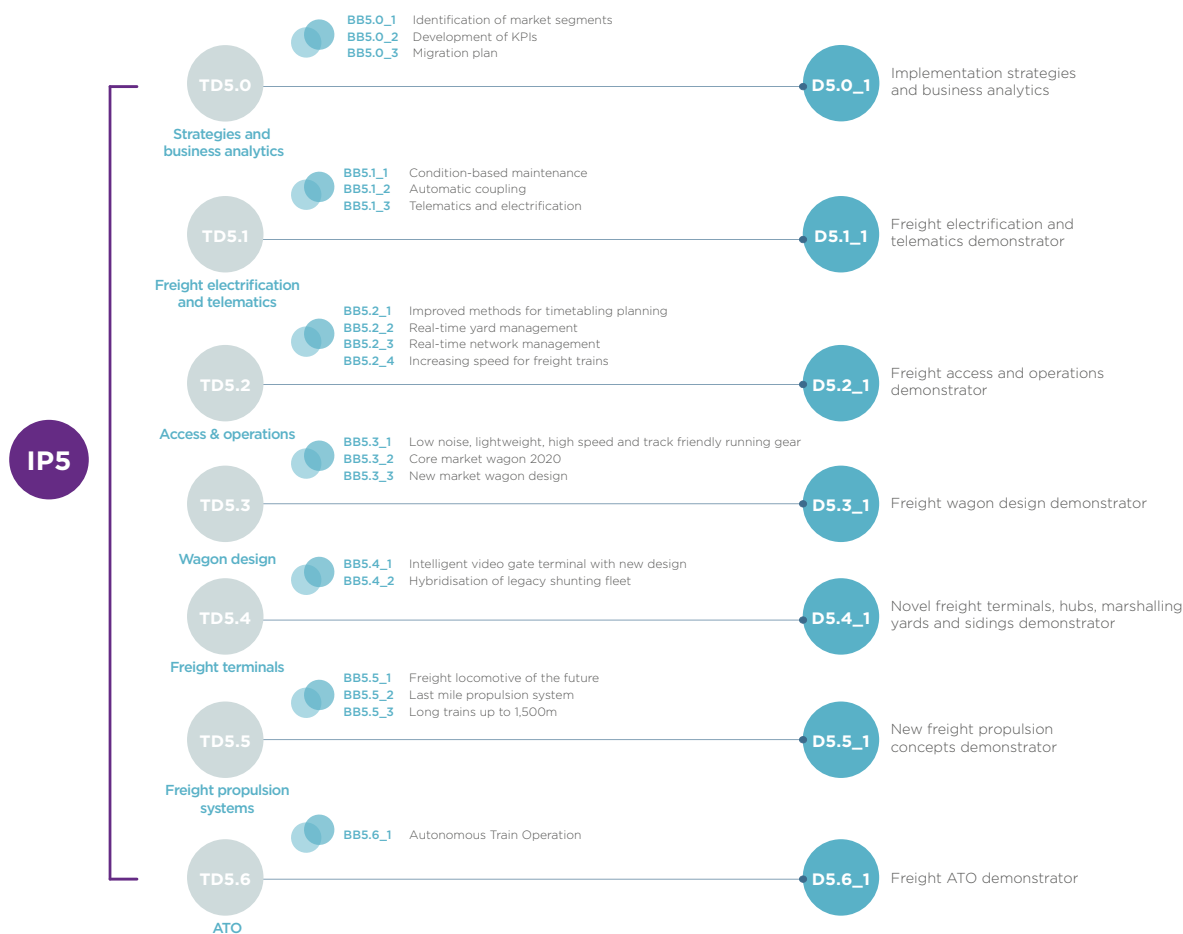 IP5
BB5.0_1 Identification of market segments
BB5.0_2 Development of KPIs
BB5.0_3 Migration plan
TD5.0
D5.0_1
Implementation strategies
and business analytics
Strategies and
business analytics
BB5.1_1 Condition-based maintenance
BB5.1_2 Automatic coupling
BB5.1_3 Telematics and electrification
TD5.1
D5.1_1
Freight electrification and
telematics demonstrator
Freight electrification
and telematics
BB5.2_1 Improved methods for timetabling planning
BB5.2_2 Real-time yard management
BB5.2_3 Real-time network management
BB5.2_4 Increasing speed for freight trains
TD5.2
D5.2_1
Freight access and operations
demonstrator
Access & operations
BB5.3_1 Low noise, lightweight, high speed and track friendly running gear
BB5.3_2 Core market wagon 2020
BB5.3_3 New market wagon design
TD5.3
D5.3_1
Freight wagon design demonstrator
Wagon design
BB5.4_1 Intelligent video gate terminal with new design
BB5.4_2 Hybridisation of legacy shunting fleet
TD5.4
D5.4_1
Novel freight terminals, hubs, marshalling
yards and sidings demonstrator
Freight terminals
BB5.5_1 Freight locomotive of the future
BB5.5_2 Last mile propulsion system
BB5.5_3 Long trains up to 1,500m
TD5.5
D5.5_1
New freight propulsion
concepts demonstrator
Freight propulsion
systems
BB5.6_1 Autonomous Train Operation
TD5.6
D5.6_1
Freight ATO demonstrator
ATO